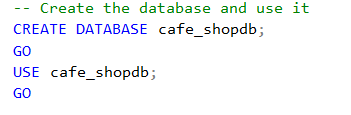 -- Create the database and use it
CREATE DATABASE cafe_shopdb;
GO
USE cafe_shopdb;
GO